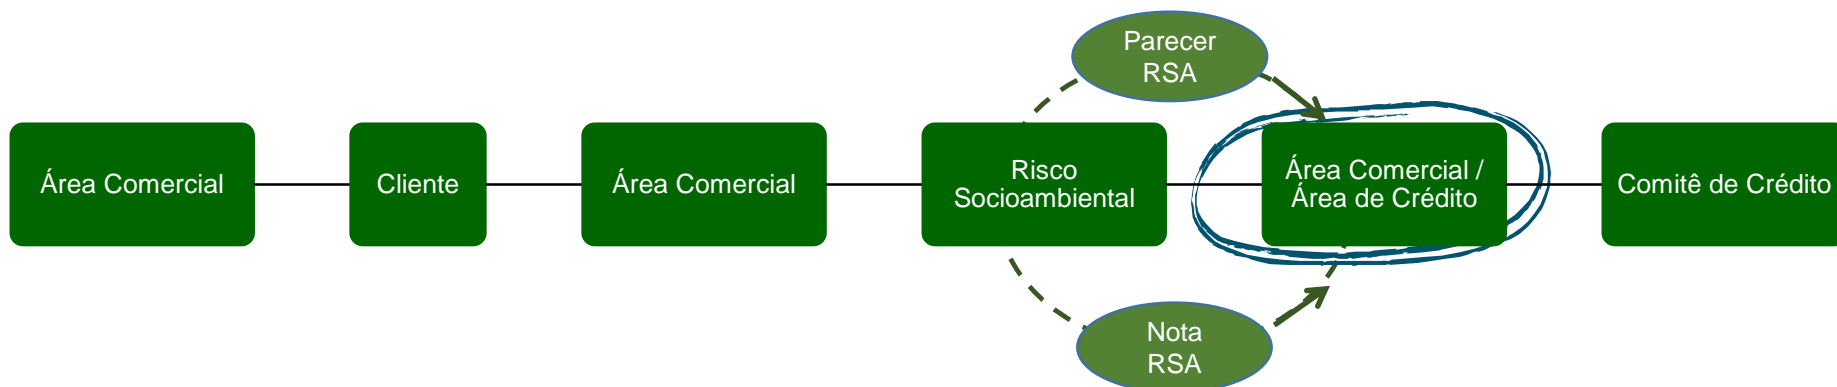 Parecer
RSA
Área Comercial
Cliente
Área Comercial
Risco
Socioambiental
Área Comercial /
Área de Crédito
Comitê de Crédito
Nota
RSA